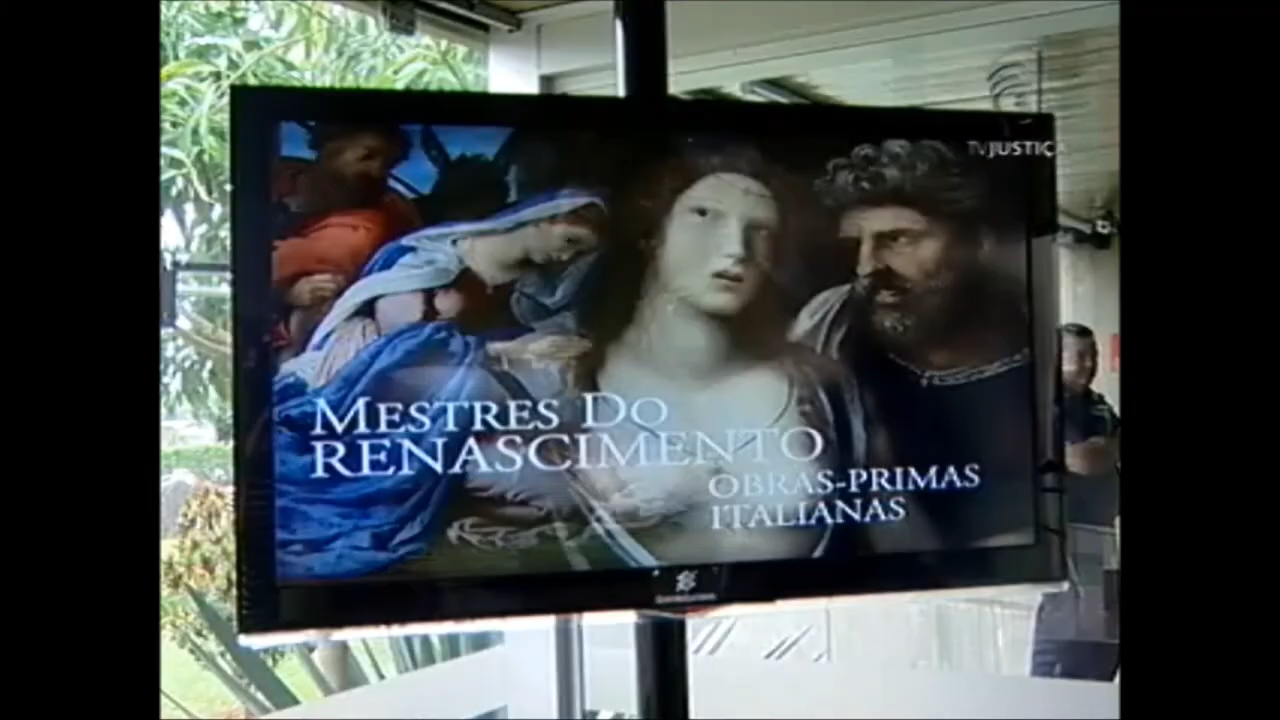 TVJUSTIÇA
MESTRES DO
RENASCIMENTO
OBRAS-PRIMAS
ITALIANAS